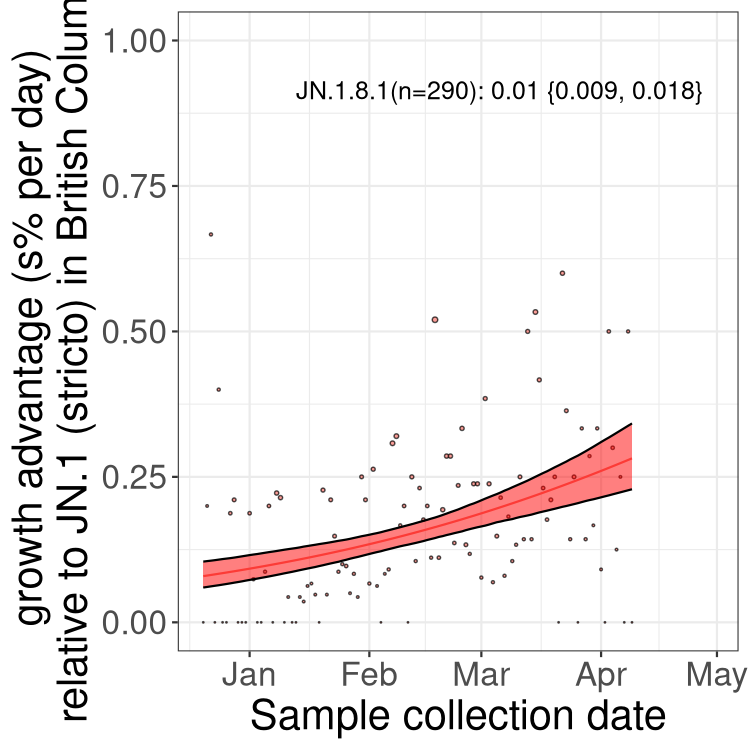 growth advantage (s% per day)
relative to JN.1 (stricto) in British Colum
1.00
0.75
0.50
0.25
0.00
JN.1.8.1(n=290): 0.01 {0.009, 0.018}
Jan Feb Mar Apr May
Sample collection date